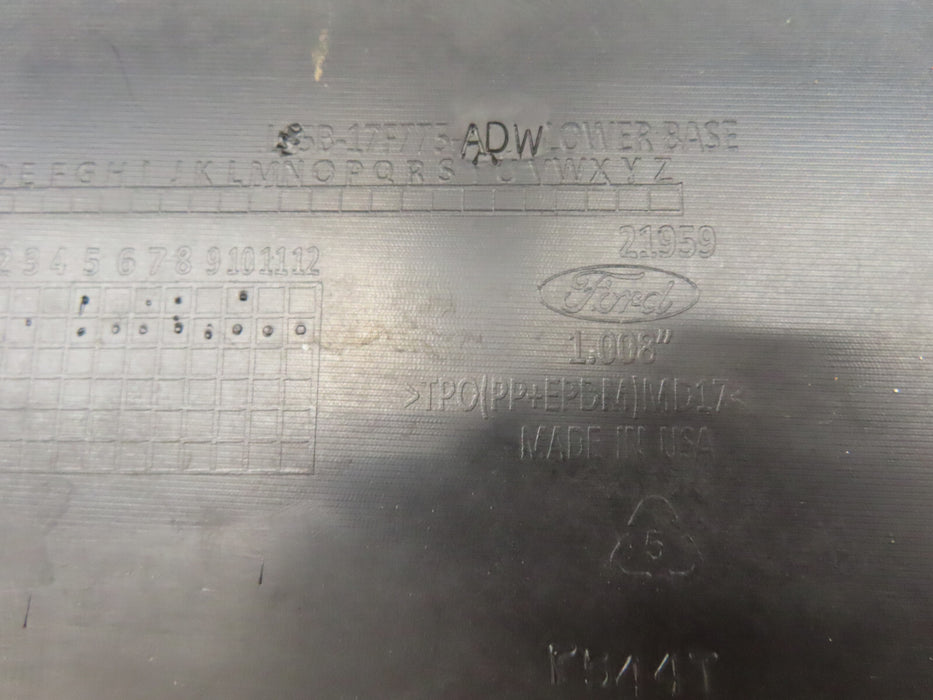 5B-17F775-ADW LOWER BASE
D E F G H I J K L M N O P Q R S T U V W X Y Z
21959
2 3 4 5 6 7 8 9 10 11 12
Ford
1.008"
>TPO(PP+EPDM)MD17<
MADE IN USA
5